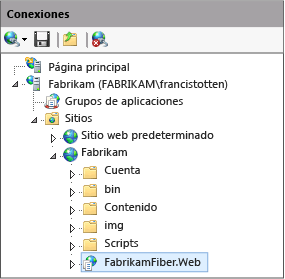 Conexiones
Página principal
Fabrikam (FABRIKAM\francistotten)
Grupos de aplicaciones
Sitios
Sitio web predeterminado
Fabrikam
Cuenta
bin
Contenido
img
Scripts
FabrikamFiber.Web